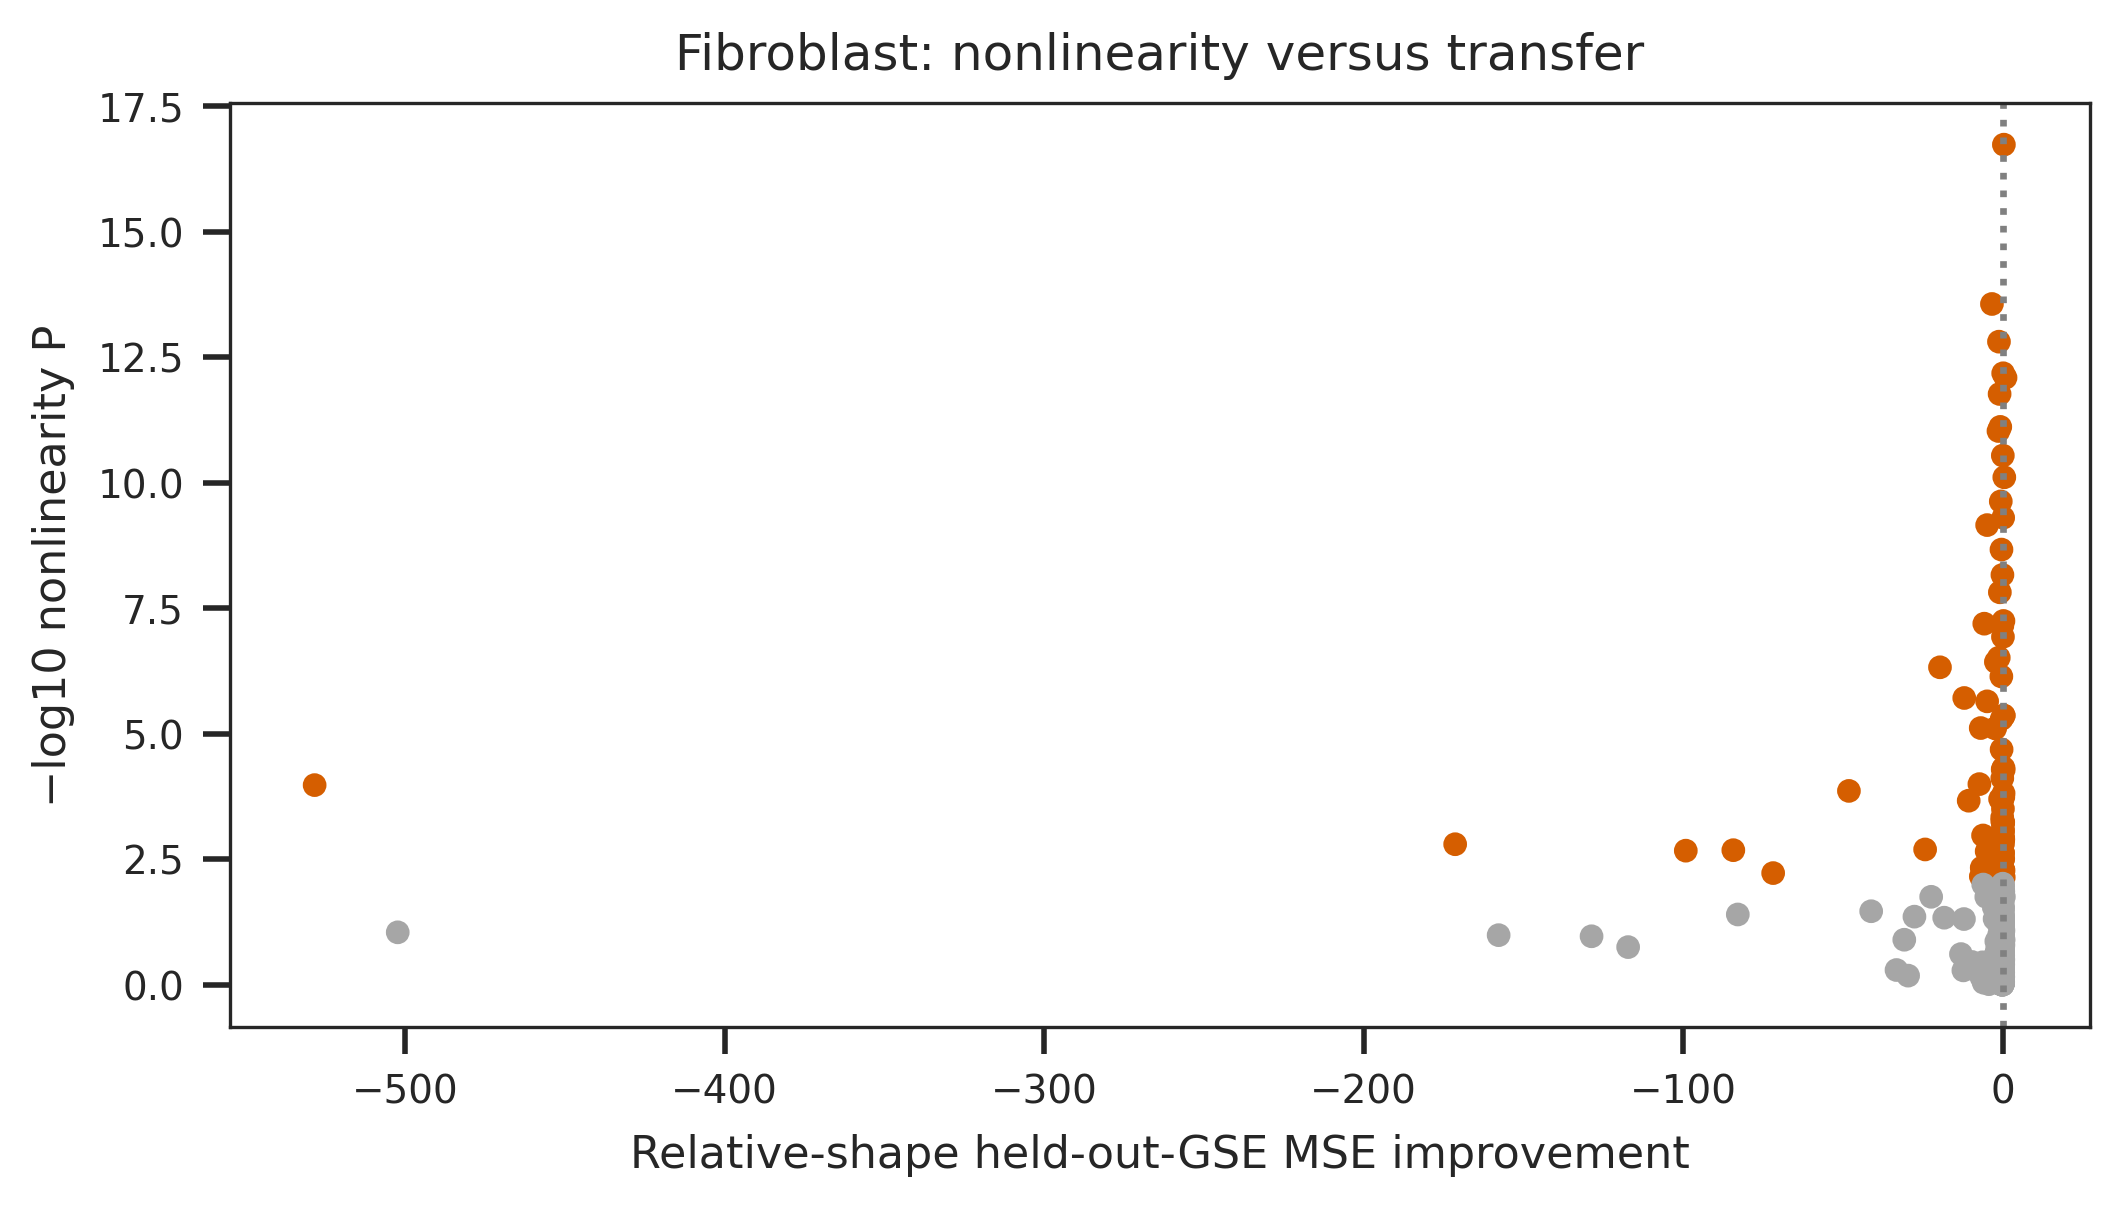 Fibroblast: nonlinearity versus transfer
−log10 nonlinearity P
17.5
15.0
12.5
10.0
7.5
5.0
2.5
0.0
−500 −400 −300 −200 −100 0
Relative-shape held-out-GSE MSE improvement